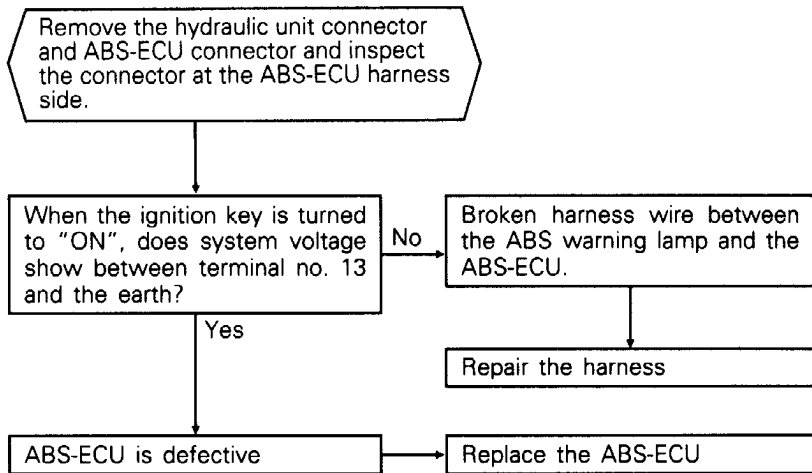 Remove the hydraulic unit connector
and ABS-ECU connector and inspect
the connector at the ABS-ECU harness
side.
When the ignition key is turned
to "ON", does system voltage
show between terminal no. 13
and the earth?
No
Broken harness wire between
the ABS warning lamp and the
ABS-ECU.
Yes
Repair the harness
ABS-ECU is defective
Replace the ABS-ECU